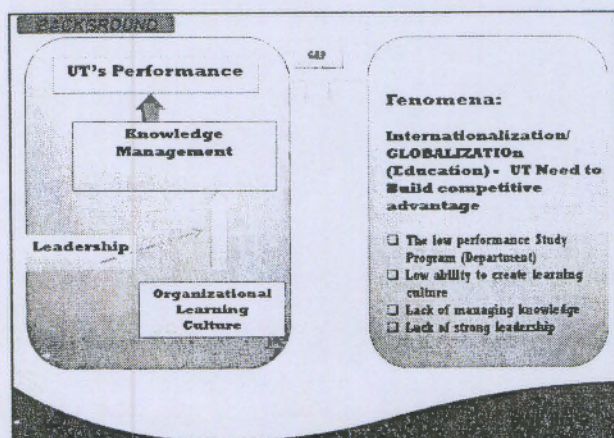 BACKGROUND
UT's Performance
Knowledge
Management
Leadership
Organizational
Learning
Culture
GAP
Fenomena:
Internationalization/
GLOBALIZATIOn
(Education) - UT Need to
Build competitive
advantage
❑ The low performance Study
Program (Department)
❑ Low ability to create learning
culture
❑ Lack of managing knowledge
❑ Lack of strong leadership